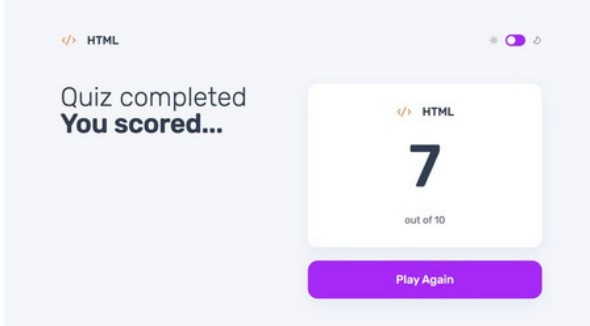 </> HTML
Quiz completed
You scored...
</> HTML
7
out of 10
Play Again